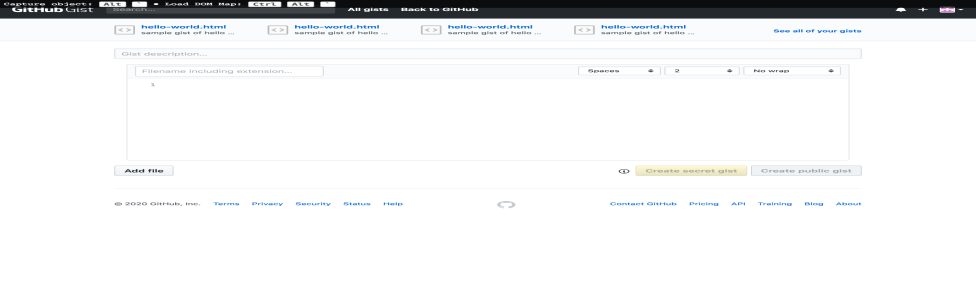 Capture object: Alt ` • Load DOM Map: Ctrl Alt `
GitHub Gist Search... All gists Back to GitHub
hello-world.html hello-world.html hello-world.html hello-world.html
sample gist of hello ... sample gist of hello ... sample gist of hello ... sample gist of hello ...
See all of your gists
Gist description...
Filename including extension... Spaces 2 No wrap
1
Add file Create secret gist Create public gist
© 2020 GitHub, Inc. Terms Privacy Security Status Help Contact GitHub Pricing API Training Blog About